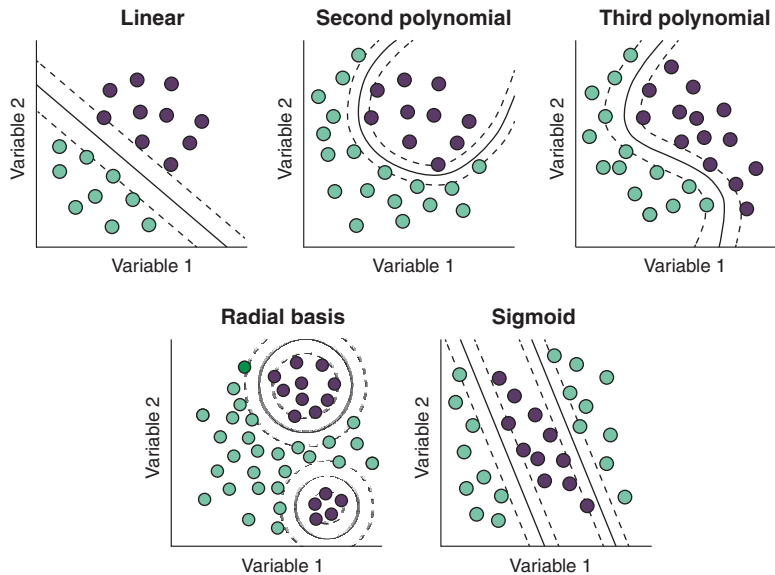 Linear
Second polynomial
Third polynomial
Variable 2
Variable 1
Variable 2
Variable 1
Variable 2
Variable 1
Radial basis
Sigmoid
Variable 2
Variable 1
Variable 2
Variable 1